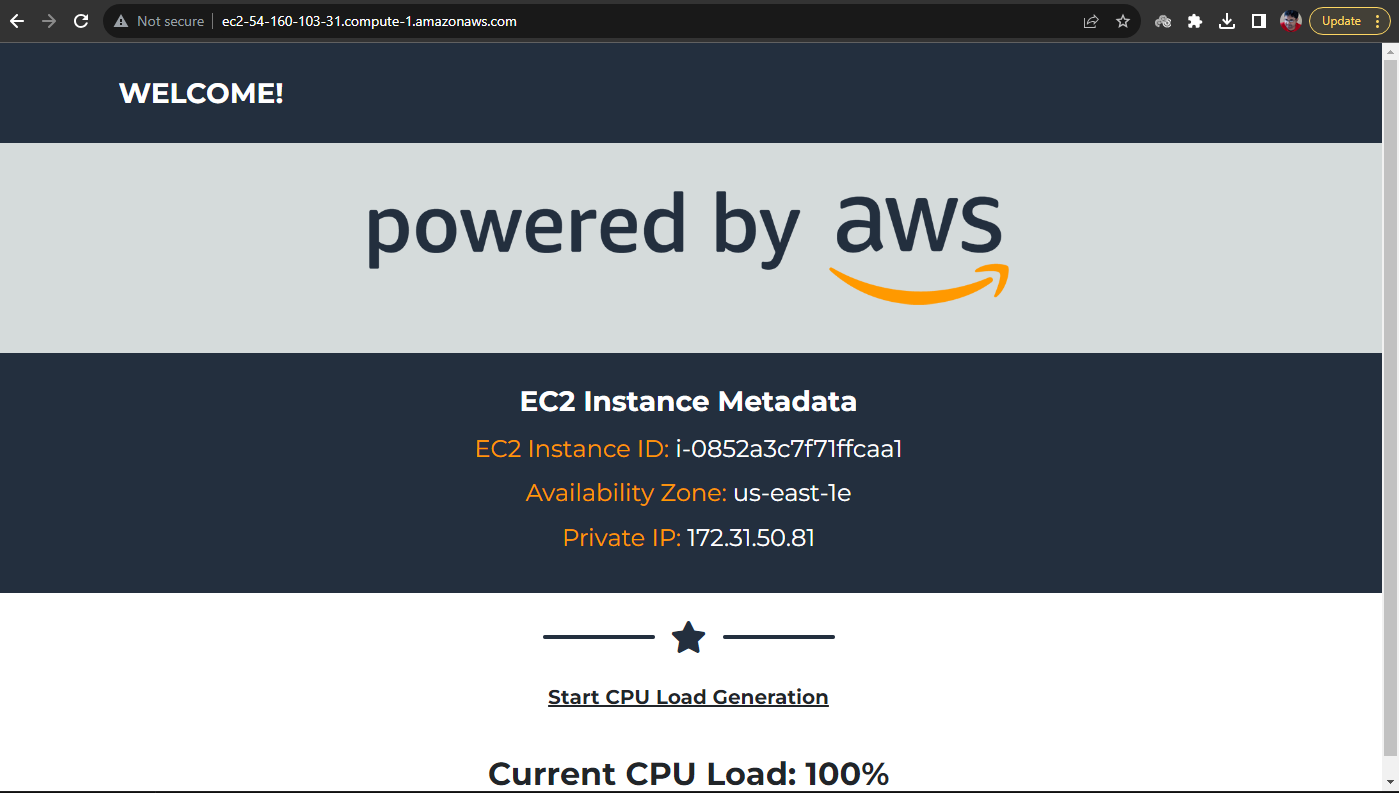 Not secure ec2-54-160-103-31.compute-1.amazonaws.com Update
WELCOME!
powered by aws
EC2 Instance Metadata
EC2 Instance ID: i-0852a3c7f71ffcaa1
Availability Zone: us-east-1e
Private IP: 172.31.50.81
Start CPU Load Generation
Current CPU Load: 100%